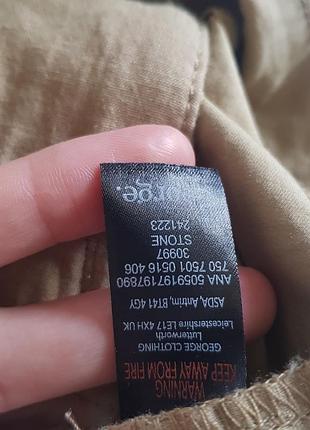 george.
241223
STONE
30997
750 7501 0516 406
ANA 5059197197890
ASDA, Antrim, BT41 4GY
Leicestershire LE17 4XH UK
Lutterworth
GEORGE CLOTHING
KEEP AWAY FROM FIRE
WARNING